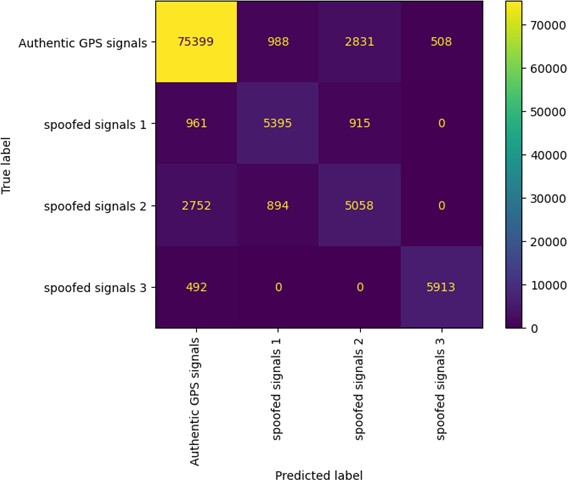 Authentic GPS signals 75399 988 2831 508
spoofed signals 1 961 5395 915 0
spoofed signals 2 2752 894 5058 0
spoofed signals 3 492 0 0 5913
True label
Authentic GPS signals
spoofed signals 1
spoofed signals 2
spoofed signals 3
Predicted label
70000
60000
50000
40000
30000
20000
10000
0